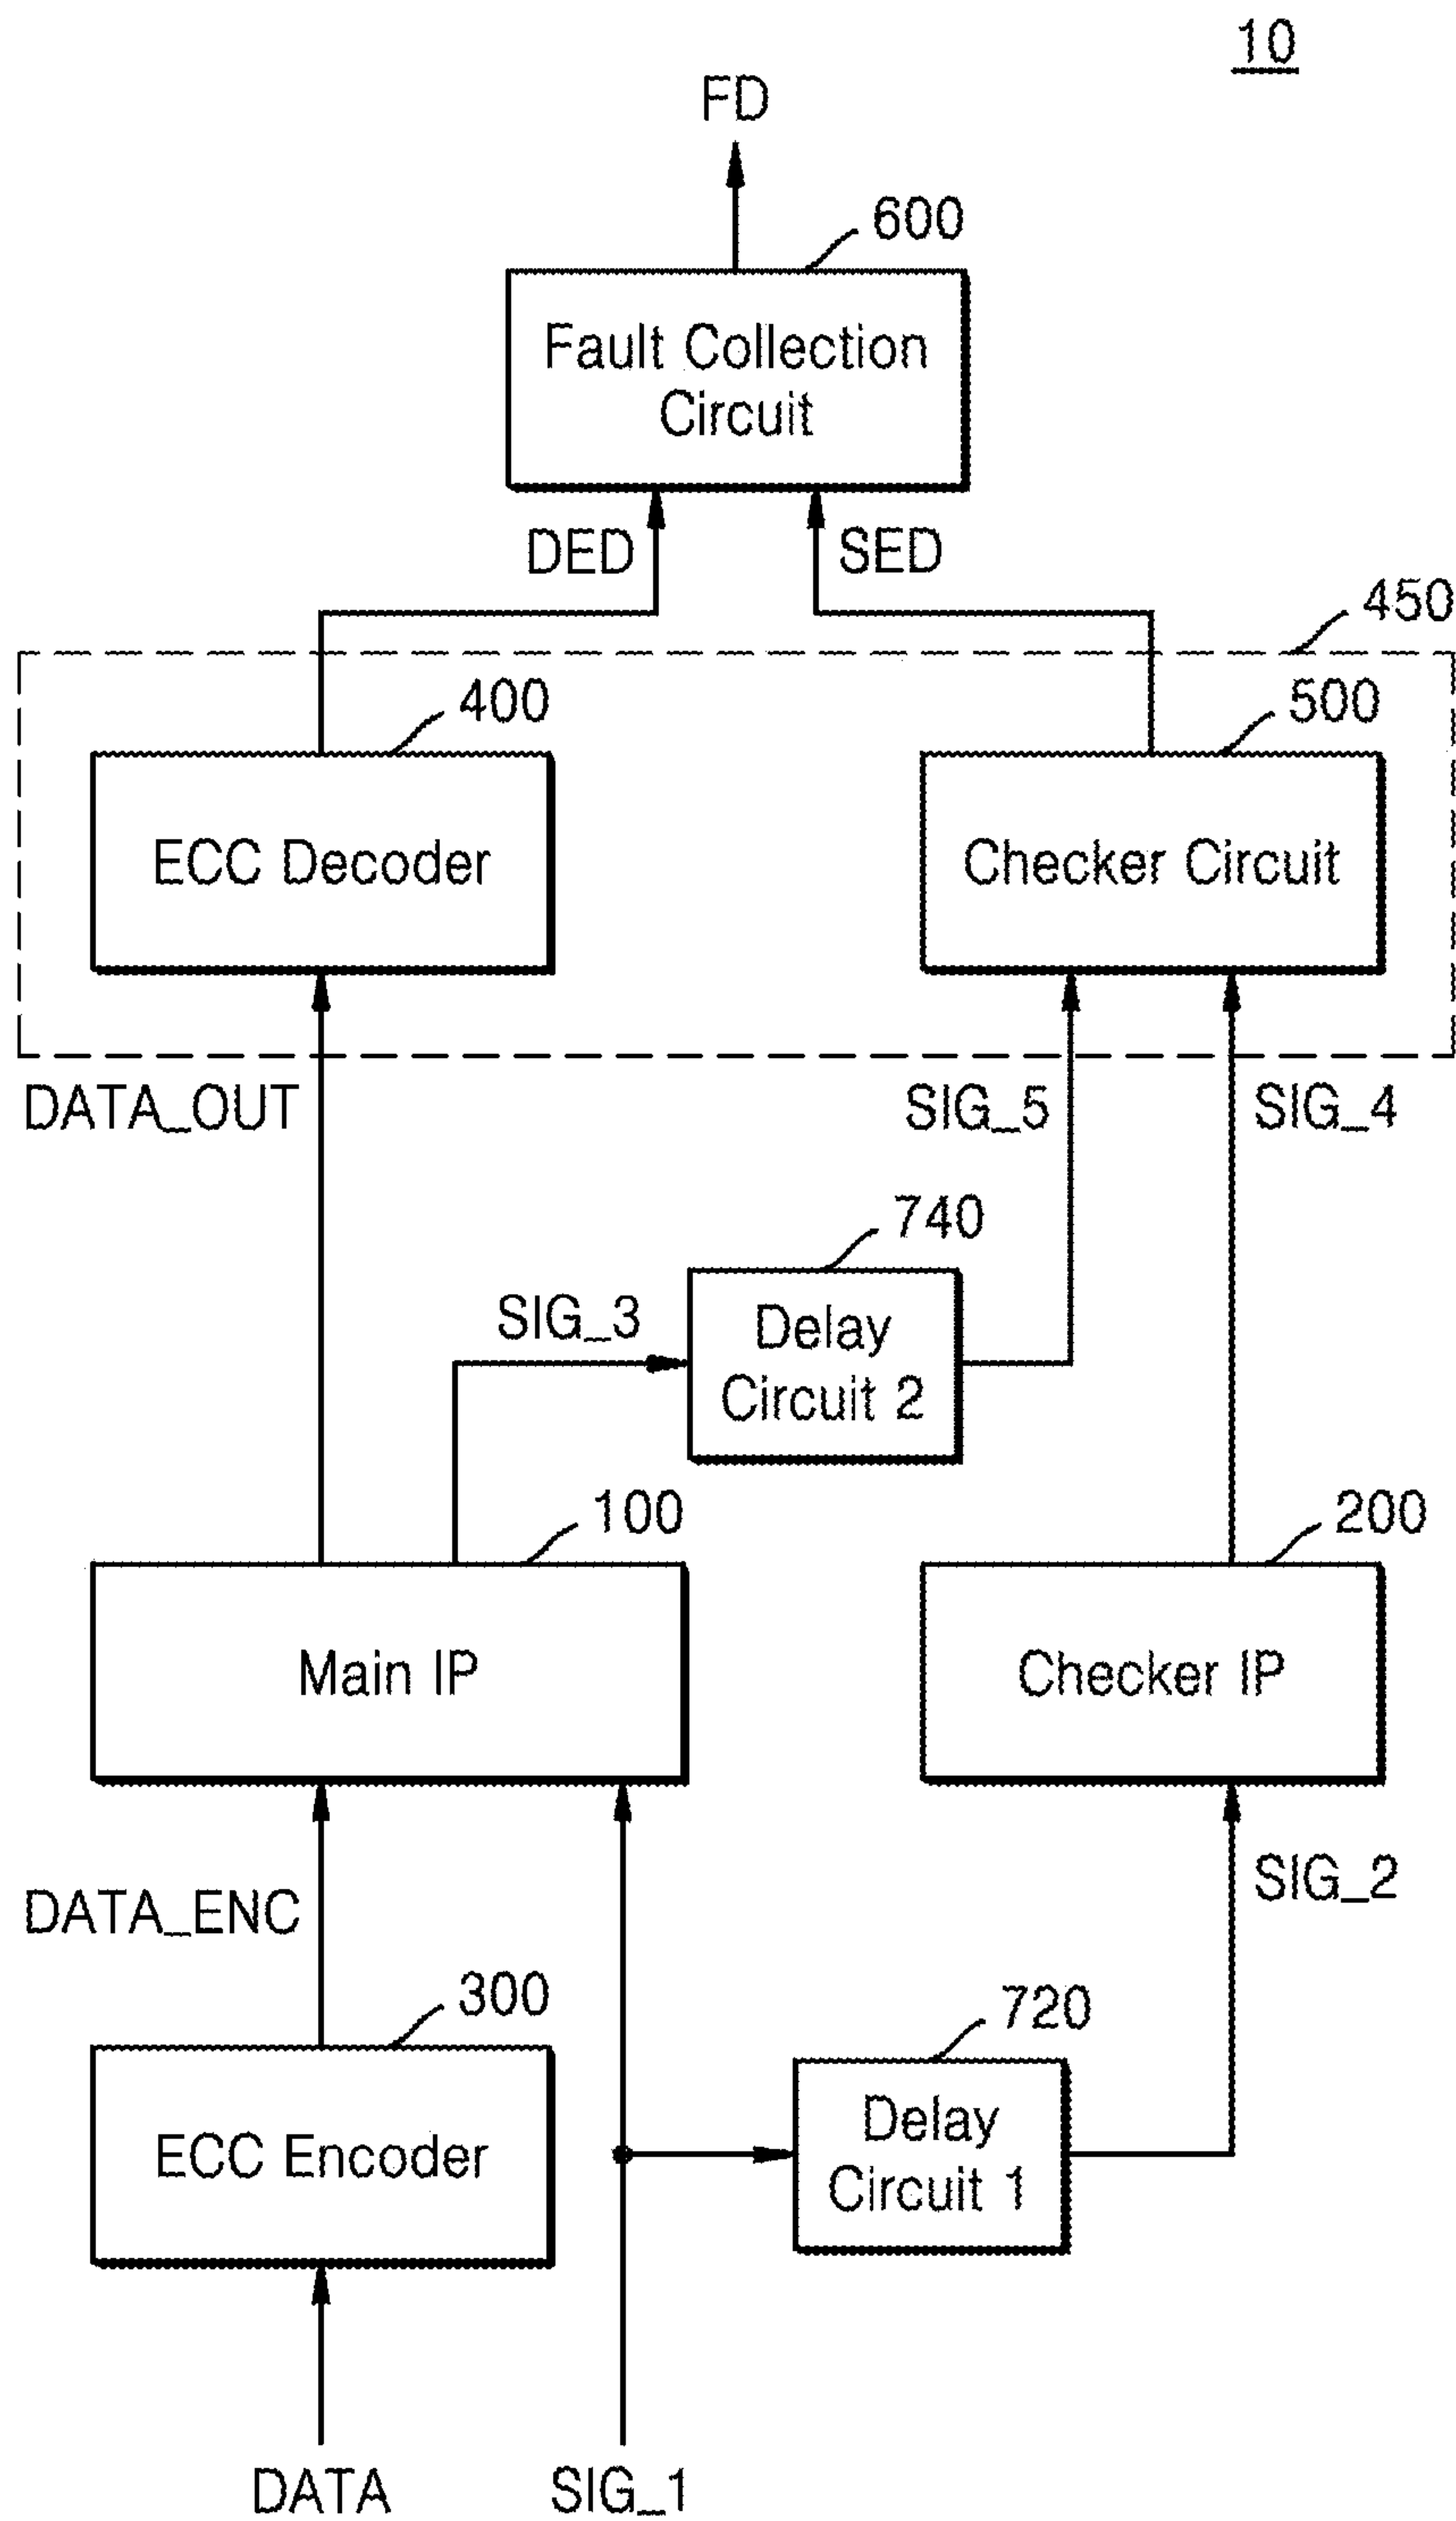 10
FD
600
Fault Collection
Circuit
DED
SED
450
400
500
ECC Decoder
Checker Circuit
DATA_OUT
SIG_5
SIG_4
740
SIG_3
Delay
Circuit 2
100
200
Main IP
Checker IP
DATA_ENC
SIG_2
300
720
ECC Encoder
Delay
Circuit 1
DATA
SIG_1